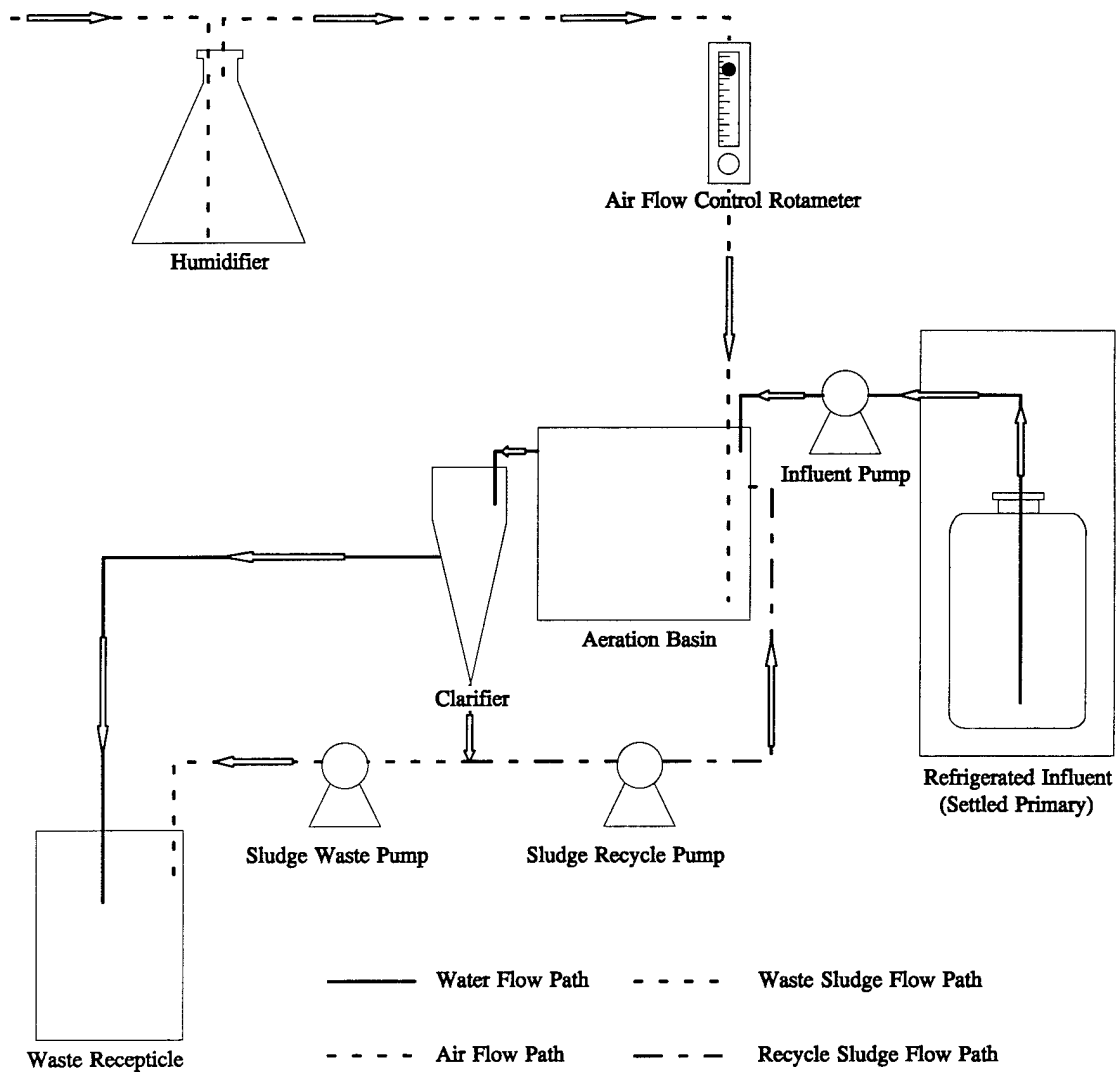 Air Flow Control Rotameter
Humidifier
Influent Pump
Aeration Basin
Clarifier
Refrigerated Influent
(Settled Primary)
Sludge Waste Pump
Sludge Recycle Pump
Water Flow Path
Waste Sludge Flow Path
Waste Recepticle
Air Flow Path
Recycle Sludge Flow Path